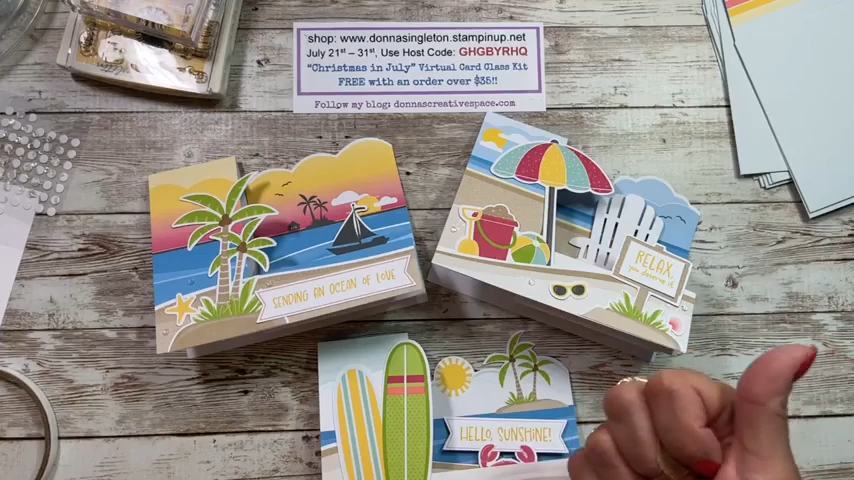 shop: www.donnasingleton.stampinup.net
July 21st – 31st, Use Host Code: GHGBYRHQ
“Christmas in July” Virtual Card Class Kit
FREE with an order over $35!!
Follow my blog: donnascreativespace.com
SENDING AN OCEAN OF LOVE
RELAX,
you deserve it.
HELLO, SUNSHINE!